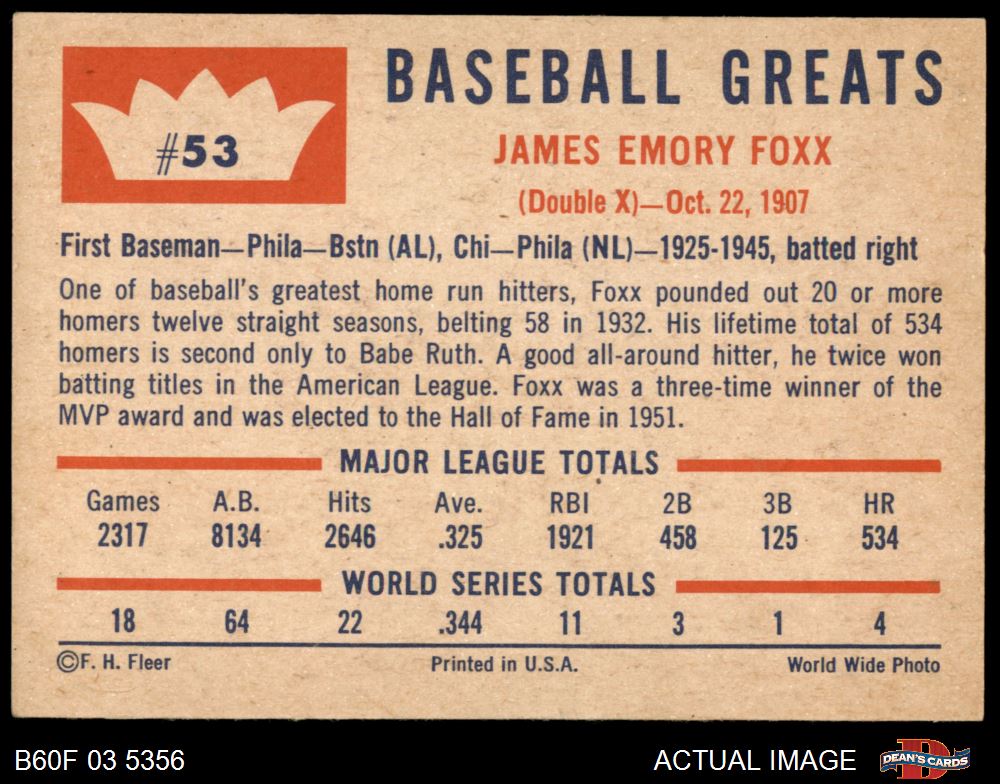 #53
BASEBALL GREATS
JAMES EMORY FOXX
(Double X)—Oct. 22, 1907
First Baseman—Phila—Bstn (AL), Chi—Phila (NL)—1925-1945, batted right
One of baseball's greatest home run hitters, Foxx pounded out 20 or more
homers twelve straight seasons, belting 58 in 1932. His lifetime total of 534
homers is second only to Babe Ruth. A good all-around hitter, he twice won
batting titles in the American League. Foxx was a three-time winner of the
MVP award and was elected to the Hall of Fame in 1951.
MAJOR LEAGUE TOTALS
Games A.B. Hits Ave. RBI 2B 3B HR
2317 8134 2646 .325 1921 458 125 534
WORLD SERIES TOTALS
18 64 22 .344 11 3 1 4
©F. H. Fleer Printed in U.S.A. World Wide Photo
B60F 03 5356 ACTUAL IMAGE DEAN'S CARDS